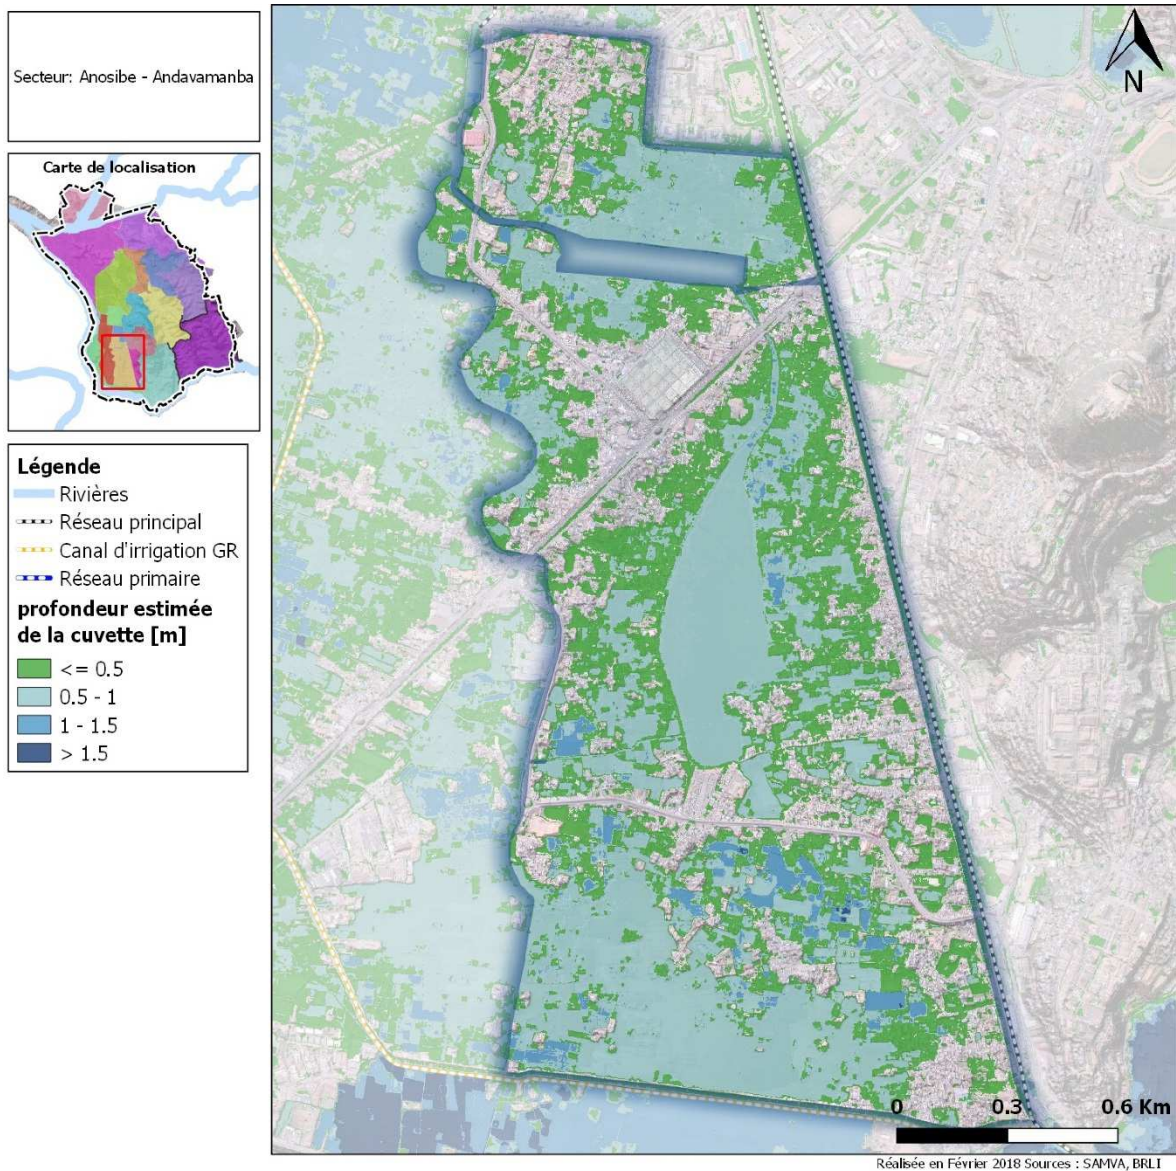 Secteur: Anosibe - Andavamanba
Carte de localisation
Légende
Rivières
Réseau principal
Canal d'irrigation GR
Réseau primaire
profondeur estimée
de la cuvette [m]
<= 0.5
0.5 - 1
1 - 1.5
> 1.5
N
0 0.3 0.6 Km
Réalisée en Février 2018 Sources : SAMVA, BRLI